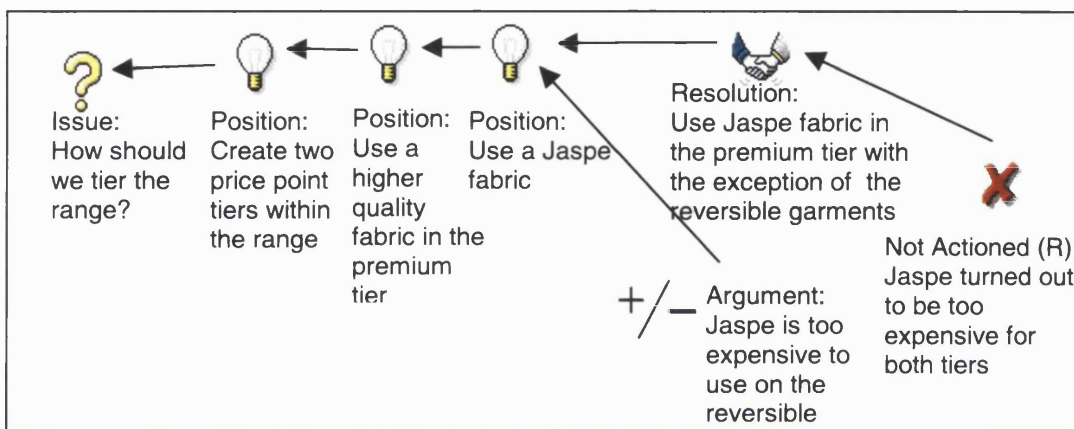 Issue:
How should
we tier the
range?
Position:
Create two
price point
tiers within
the range
Position:
Use a
higher
quality
fabric in the
premium
tier
Position:
Use a Jaspe
fabric
Resolution:
Use Jaspe fabric in
the premium tier with
the exception of the
reversible garments
+/−
Argument:
Jaspe is too
expensive to
use on the
reversible
Not Actioned (R)
Jaspe turned out
to be too
expensive for
both tiers